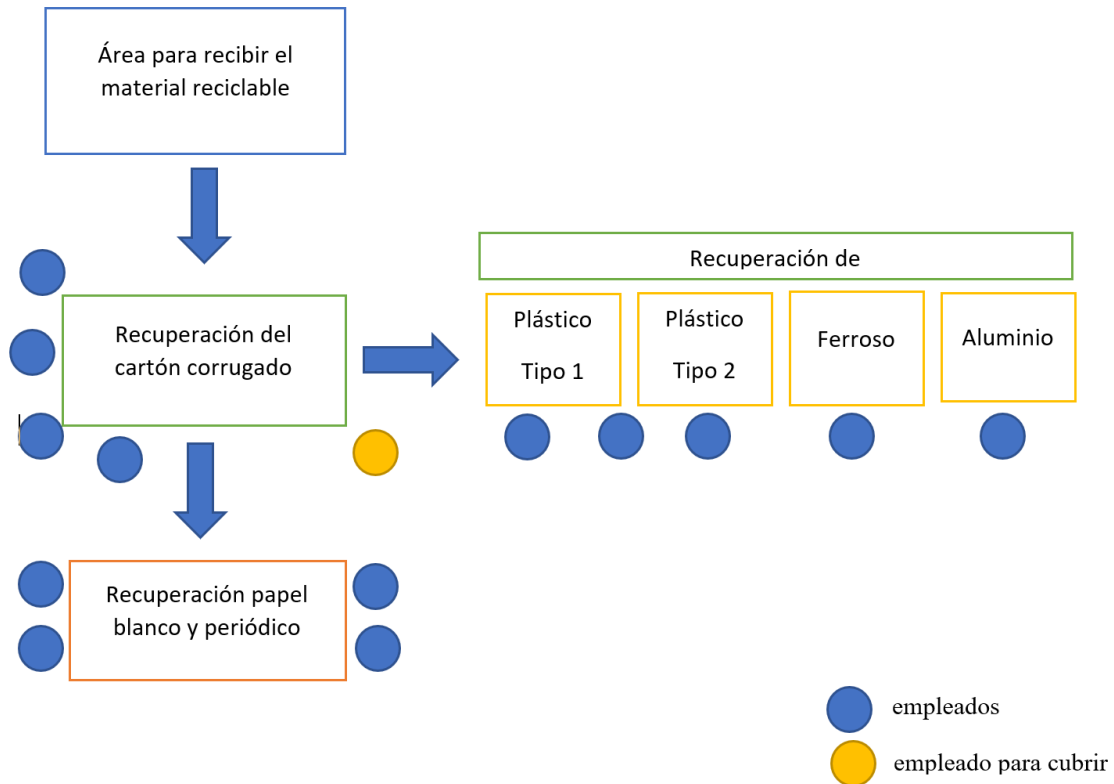 Área para recibir el
material reciclable
Recuperación del
cartón corrugado
Recuperación de
Plástico
Tipo 1
Plástico
Tipo 2
Ferroso
Aluminio
Recuperación papel
blanco y periódico
empleados
empleado para cubrir